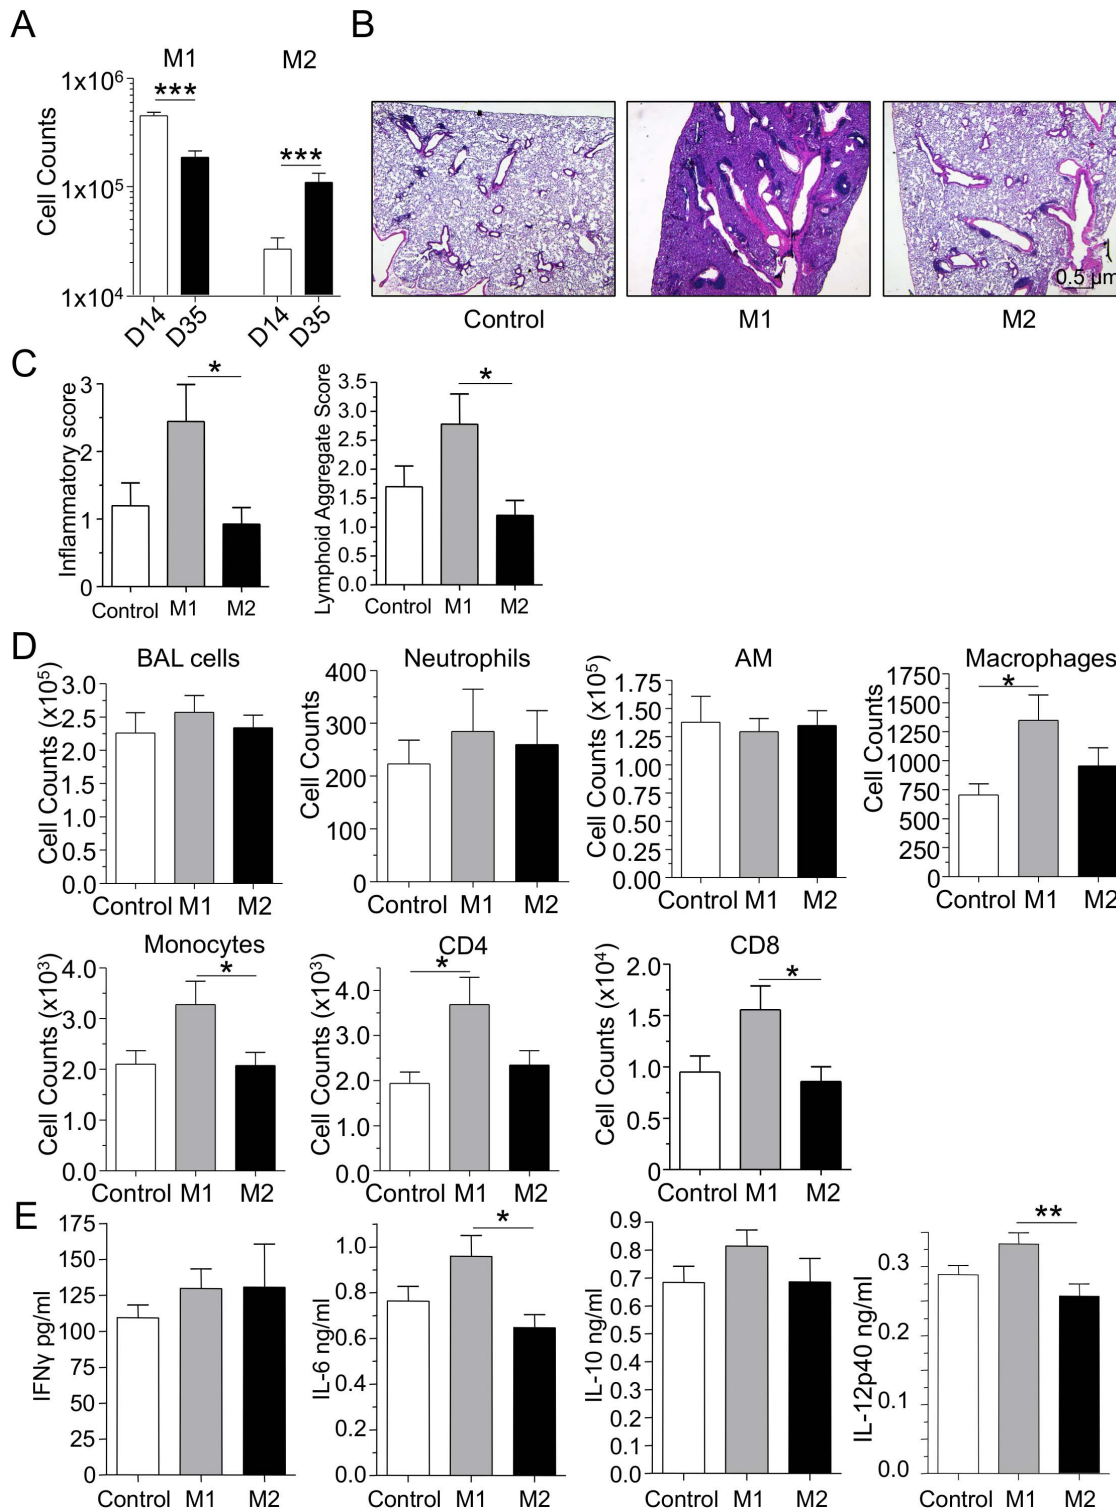 A
B
M1
M2
1x10⁶
1x10⁵
1x10⁴
Cell Counts
***
***
D14
D35
D14
D35
0.5 µm
Control
M1
M2
C
Inflammatory score
3
2
1
0
*
Control M1 M2
Lymphoid Aggregate Score
3.5
3.0
2.5
2.0
1.5
1.0
0.5
0.0
*
Control M1 M2
D
BAL cells
Cell Counts (x10⁵)
3.0
2.5
2.0
1.5
1.0
0.5
0.0
Control M1 M2
Neutrophils
Cell Counts
400
300
200
100
0
Control M1 M2
AM
Cell Counts (x10⁵)
1.75
1.50
1.25
1.00
0.75
0.50
0.25
0.00
Control M1 M2
Macrophages
Cell Counts
1750
1500
1250
1000
750
500
250
0
*
Control M1 M2
Monocytes
Cell Counts (x10³)
4.0
3.0
2.0
1.0
0.0
*
Control M1 M2
CD4
Cell Counts (x10³)
4.0
3.0
2.0
1.0
0.0
*
Control M1 M2
CD8
Cell Counts (x10⁴)
2.0
1.5
1.0
0.5
0
*
Control M1 M2
E
IFNγ pg/ml
175
150
125
100
75
50
25
0
Control M1 M2
IL-6 ng/ml
1.0
0.8
0.6
0.4
0.2
0.0
*
Control M1 M2
IL-10 ng/ml
0.9
0.8
0.7
0.6
0.5
0.4
0.3
0.2
0.1
0.0
Control M1 M2
IL-12p40 ng/ml
0.3
0.2
0.1
0.0
**
Control M1 M2